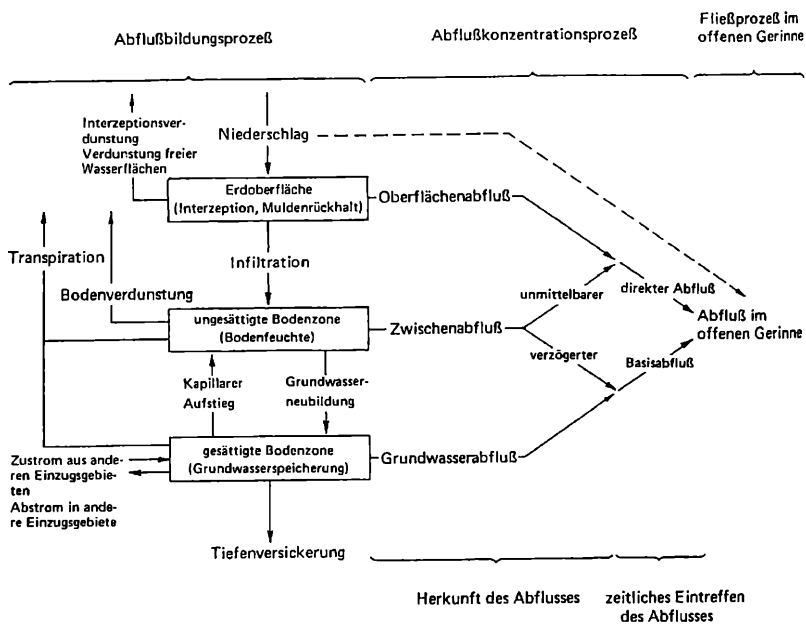 Abflußbildungsprozeß
Abflußkonzentrationsprozeß
Fließprozeß im
offenen Gerinne
Interzeptionsver-
dunstung
Verdunstung freier
Wasserflächen
Niederschlag
Erdoberfläche
(Interzeption, Muldenrückhalt)
Oberflächenabfluß
Transpiration
Bodenverdunstung
Infiltration
unmittelbarer
direkter Abfluß
ungesättigte Bodenzone
(Bodenfeuchte)
Zwischenabfluß
Abfluß im
offenen Gerinne
verzögerter
Basisabfluß
Kapillarer
Aufstieg
Grundwasser-
neubildung
gesättigte Bodenzone
(Grundwasserspeicherung)
Grundwasserabfluß
Zustrom aus ande-
ren Einzugsgebie-
ten
Abstrom in ande-
re Einzugsgebiete
Tiefenversickerung
Herkunft des Abflusses
zeitliches Eintreffen
des Abflusses